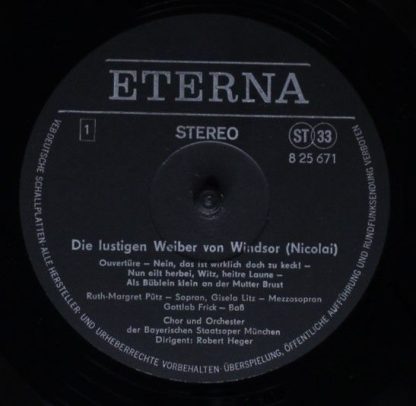 ETERNA
1
STEREO
ST 33
8 25 671
Die lustigen Weiber von Windsor (Nicolai)
Ouvertüre – Nein, das ist wirklich doch zu keck! –
Nun eilt herbei, Witz, heitre Laune –
Als Büblein klein an der Mutter Brust
Ruth-Margret Pütz – Sopran, Gisela Litz – Mezzosopran
Gottlob Frick – Baß
Chor und Orchester
der Bayerischen Staatsoper München
Dirigent: Robert Heger
VEB DEUTSCHE SCHALLPLATTEN · ALLE HERSTELLER- UND URHEBERRECHTE VORBEHALTEN · ÜBERSPIELUNG, ÖFFENTLICHE AUFFÜHRUNG UND RUNDFUNKSENDUNG VERBOTEN